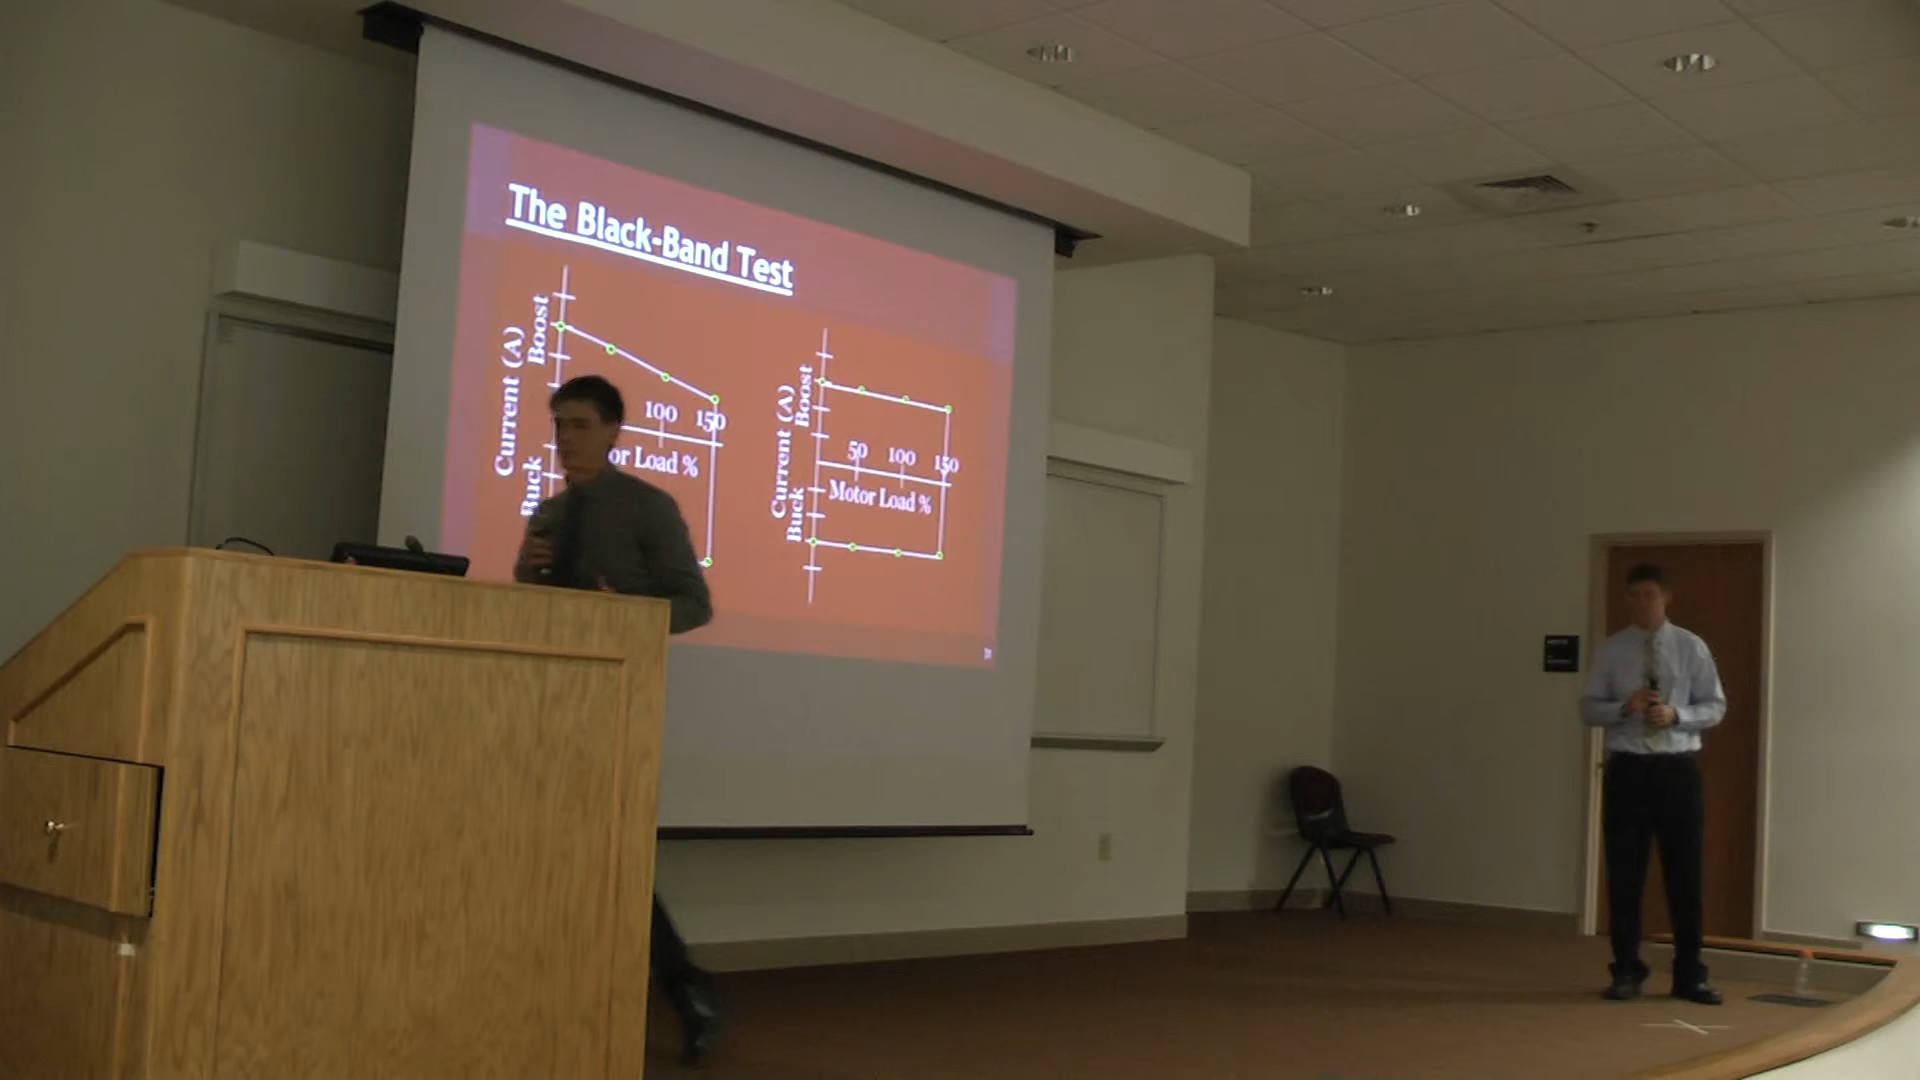 The Black-Band Test
Current (A)
Boost
Buck
100 150
or Load %
Current (A)
Boost
Buck
50 100 150
Motor Load %